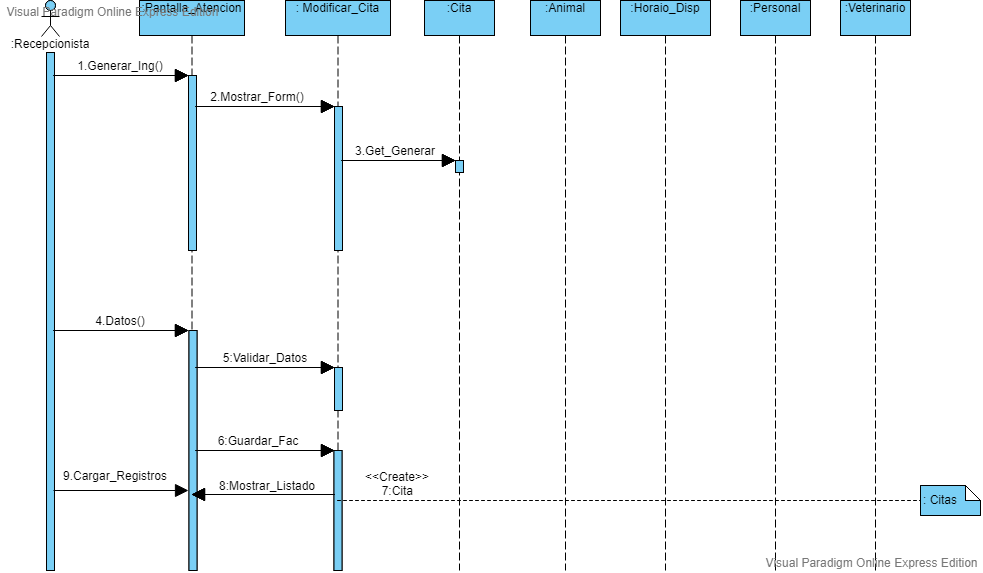 Visual Paradigm Online Express Edition
:Pantalla_Atencion
: Modificar_Cita
:Cita
:Animal
:Horaio_Disp
:Personal
:Veterinario
:Recepcionista
1.Generar_Ing()
2.Mostrar_Form()
3.Get_Generar
4.Datos()
5:Validar_Datos
6:Guardar_Fac
9.Cargar_Registros
8:Mostrar_Listado
<<Create>>
7:Cita
: Citas
Visual Paradigm Online Express Edition